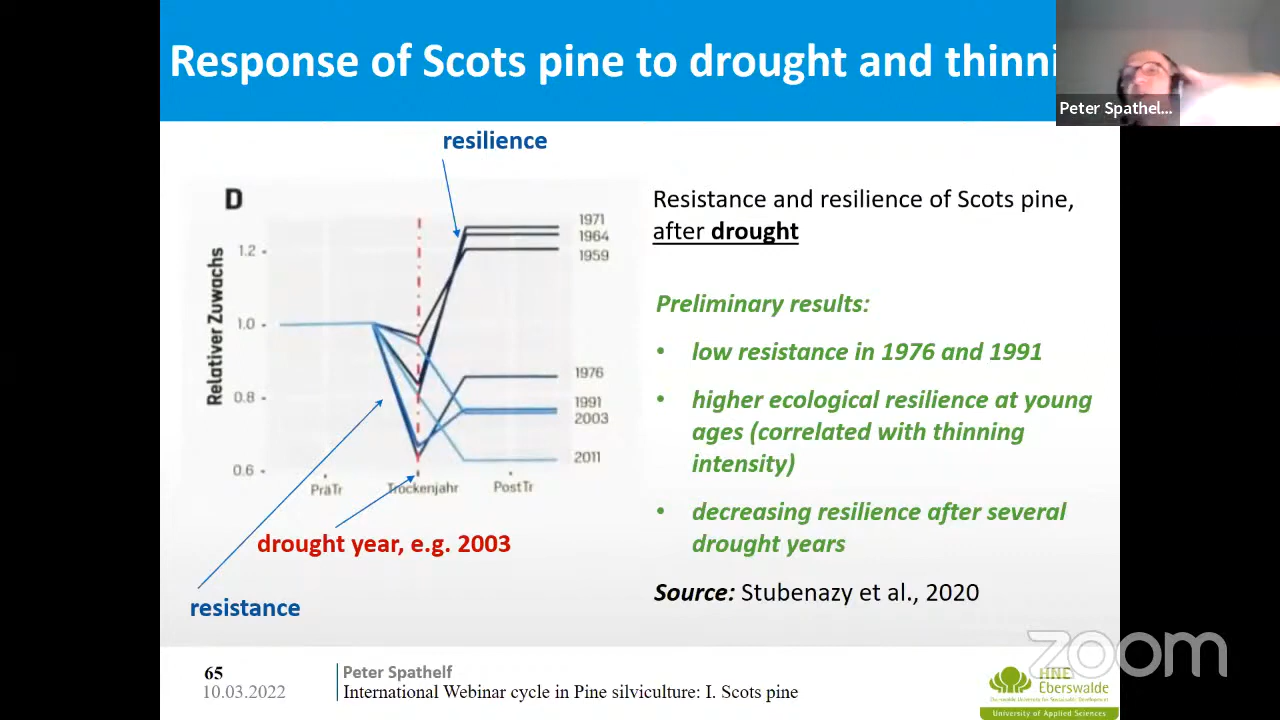 Response of Scots pine to drought and thinni
Peter Spathel...
resilience
D
1971
1964
1959
1.2
1.0
0.8
0.6
Relativer Zuwachs
1976
1991
2003
2011
PräTr
Trockenjahr
PostTr
drought year, e.g. 2003
resistance
Resistance and resilience of Scots pine,
after drought
Preliminary results:
• low resistance in 1976 and 1991
• higher ecological resilience at young
ages (correlated with thinning
intensity)
• decreasing resilience after several
drought years
Source: Stubenazy et al., 2020
zoom
65
10.03.2022
Peter Spathelf
International Webinar cycle in Pine silviculture: I. Scots pine
HNE
Eberswalde
University of Applied Sciences